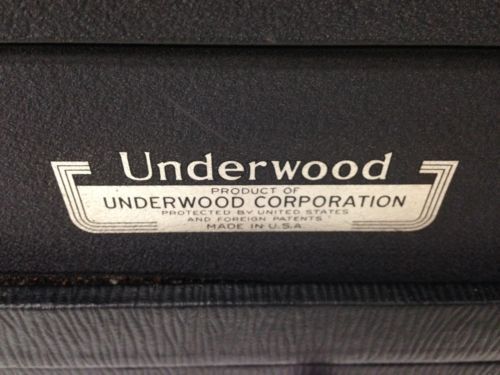 Underwood
PRODUCT OF
UNDERWOOD CORPORATION
PROTECTED BY UNITED STATES
AND FOREIGN PATENTS
MADE IN U.S.A.